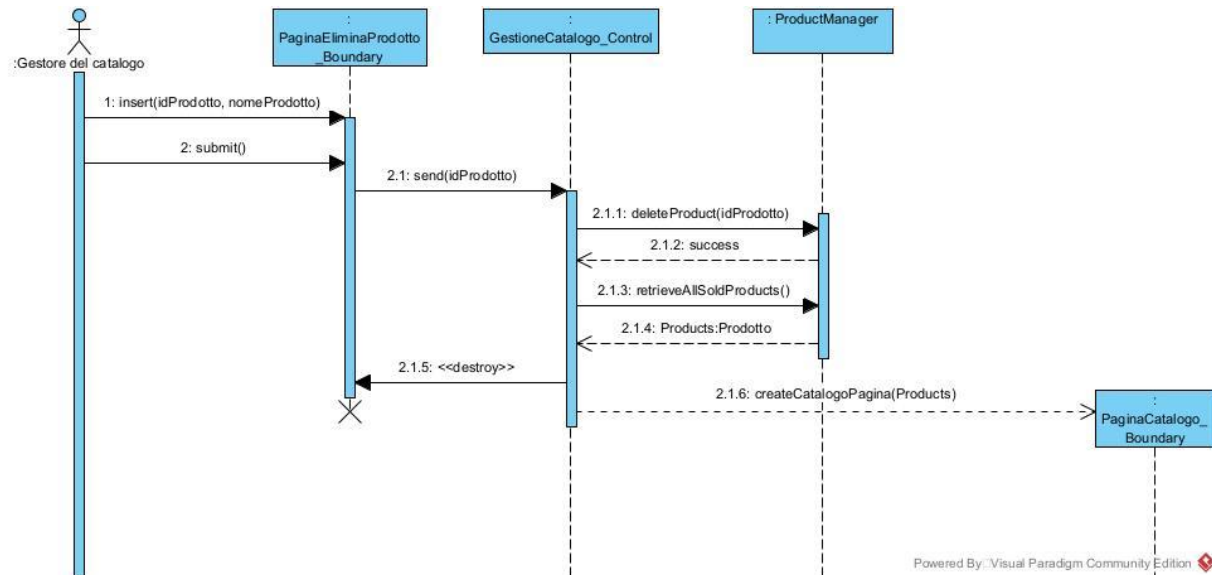 :
PaginaEliminaProdotto
_Boundary
:
GestioneCatalogo_Control
: ProductManager
:Gestore del catalogo
1: insert(idProdotto, nomeProdotto)
2: submit()
2.1: send(idProdotto)
2.1.1: deleteProduct(idProdotto)
2.1.2: success
2.1.3: retrieveAllSoldProducts()
2.1.4: Products:Prodotto
2.1.5: <<destroy>>
2.1.6: createCatalogoPagina(Products)
:
PaginaCatalogo_
Boundary
Powered By Visual Paradigm Community Edition